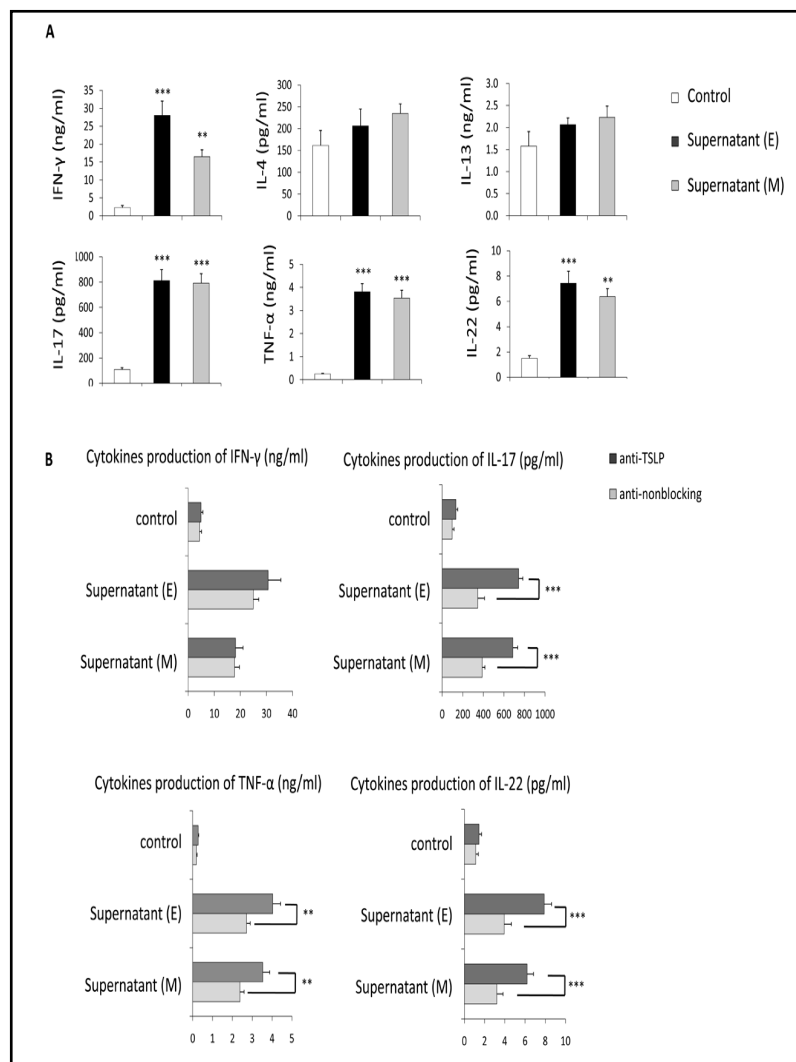 A
IFN-γ (ng/ml)
35
30
25
20
15
10
5
0
***
**
IL-4 (pg/ml)
300
250
200
150
100
50
0
IL-13 (ng/ml)
3.0
2.5
2.0
1.5
1.0
0.5
0.0
Control
Supernatant (E)
Supernatant (M)
IL-17 (pg/ml)
1000
800
600
400
200
0
***
***
TNF-α (ng/ml)
5
4
3
2
1
0
***
***
IL-22 (pg/ml)
8
6
4
2
0
***
**
B
Cytokines production of IFN-γ (ng/ml)
control
Supernatant (E)
Supernatant (M)
0 10 20 30 40
Cytokines production of IL-17 (pg/ml)
control
Supernatant (E)
***
Supernatant (M)
***
0 200 400 600 800 1000
anti-TSLP
anti-nonblocking
Cytokines production of TNF-α (ng/ml)
control
Supernatant (E)
**
Supernatant (M)
**
0 1 2 3 4 5
Cytokines production of IL-22 (pg/ml)
control
Supernatant (E)
***
Supernatant (M)
***
0 2 4 6 8 10